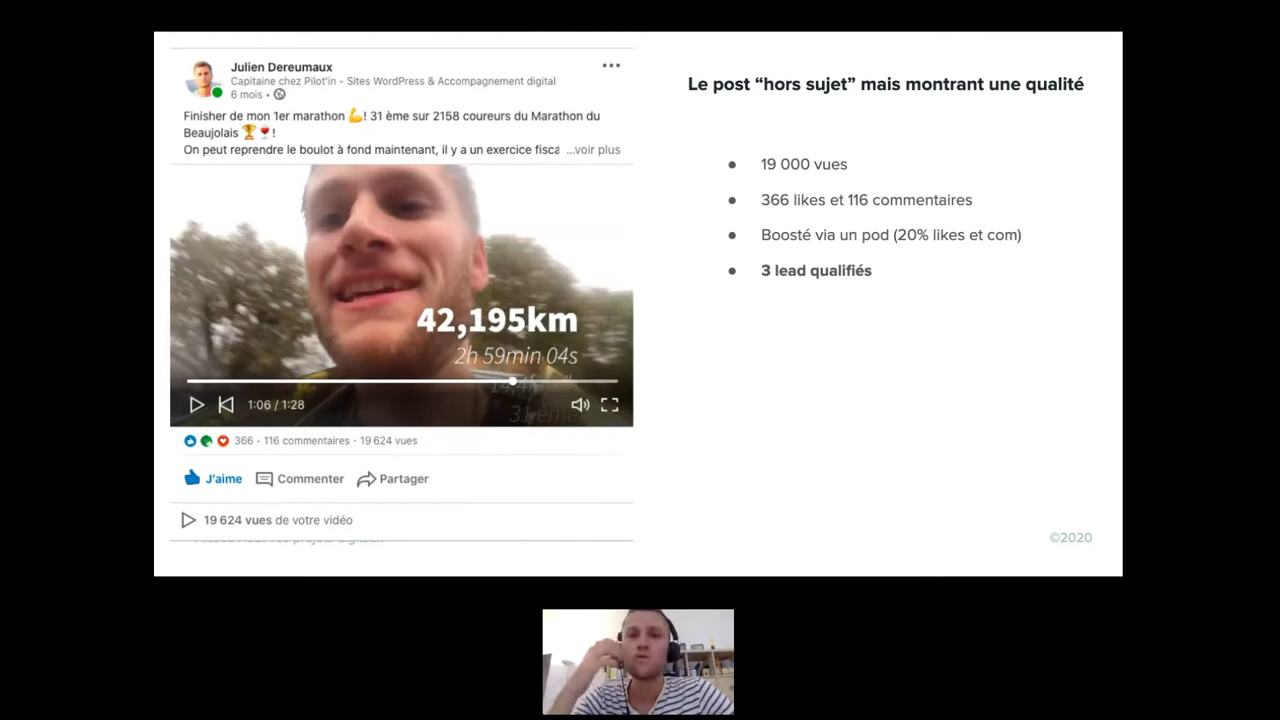 Julien Dereumaux
Capitaine chez Pilot'in - Sites WordPress & Accompagnement digital
6 mois •
Finisher de mon 1er marathon 💪! 31 ème sur 2158 coureurs du Marathon du
Beaujolais 🏆🍷!
On peut reprendre le boulot à fond maintenant, il y a un exercice fisca ...voir plus
42,195km
2h 59min 04s
31 ème
1:06 / 1:28
366 · 116 commentaires · 19 624 vues
J'aime Commenter Partager
19 624 vues de votre vidéo
Le post “hors sujet” mais montrant une qualité
● 19 000 vues
● 366 likes et 116 commentaires
● Boosté via un pod (20% likes et com)
● 3 lead qualifiés
©2020